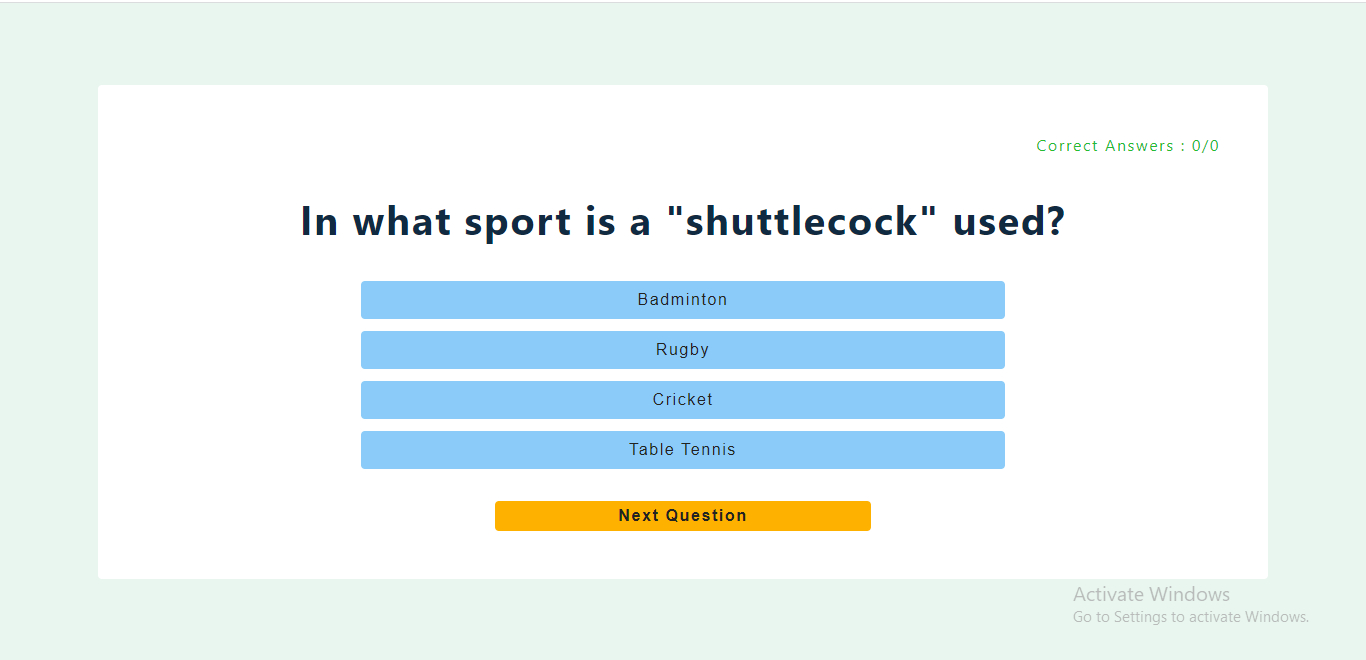 Correct Answers : 0/0
In what sport is a "shuttlecock" used?
Badminton
Rugby
Cricket
Table Tennis
Next Question
Activate Windows
Go to Settings to activate Windows.